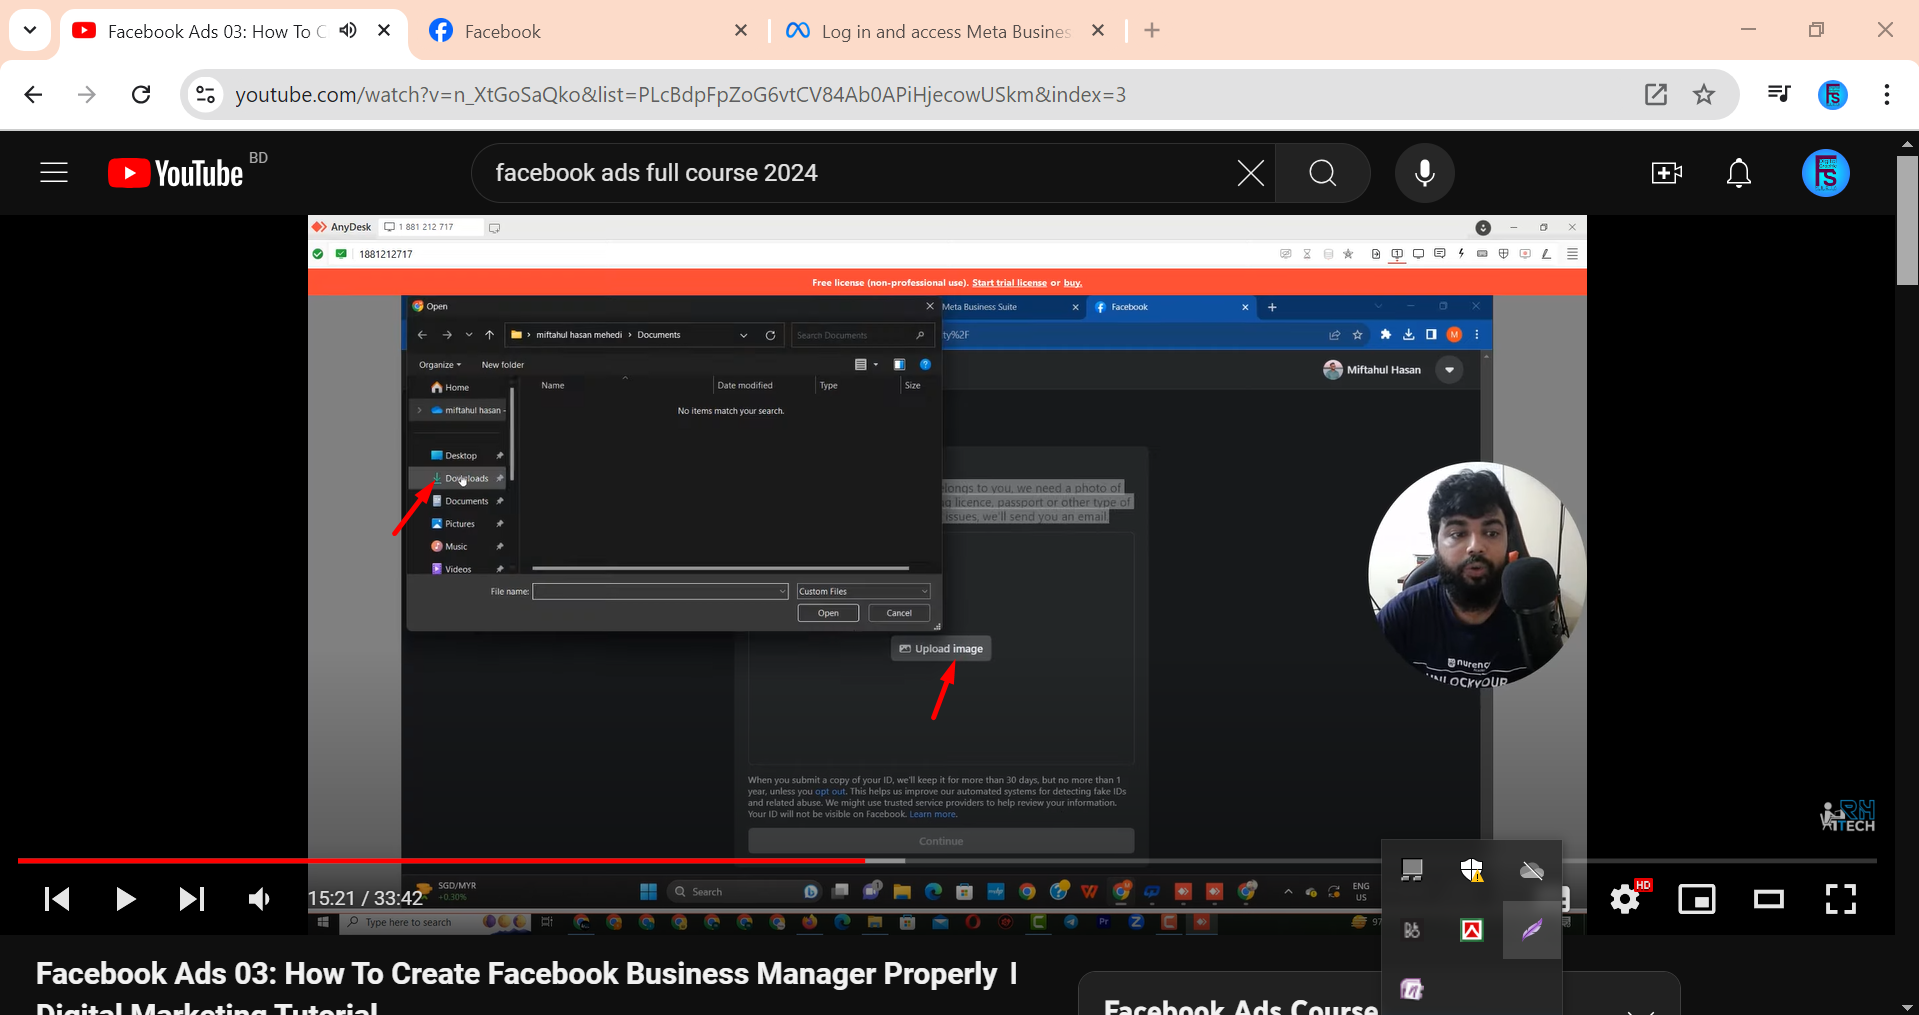 Facebook Ads 03: How To C
Facebook
Log in and access Meta Busines
youtube.com/watch?v=n_XtGoSaQko&list=PLcBdpFpZoG6vtCV84Ab0APiHjecowUSkm&index=3
YouTube BD
facebook ads full course 2024
AnyDesk
1 881 212 717
1881212717
Free license (non-professional use). Start trial license or buy.
Open
Meta Business Suite
Facebook
miftahul hasan mehedi › Documents
Search Documents
ty%2F
Organize
New folder
Miftahul Hasan
Home
Name
Date modified
Type
Size
miftahul hasan -
No items match your search.
Desktop
Downloads
Documents
Pictures
Music
Videos
elongs to you, we need a photo of
licence, passport or other type of
issues, we'll send you an email.
File name:
Custom Files
Open
Cancel
Upload image
nuren
UNLOCKYOUR
When you submit a copy of your ID, we'll keep it for more than 30 days, but no more than 1
year, unless you opt out. This helps us improve our automated systems for detecting fake IDs
and related abuse. We might use trusted service providers to help review your information.
Your ID will not be visible on Facebook. Learn more.
Continue
RH
TECH
SGD/MYR
+0.30%
Search
ENG
US
15:21 / 33:42
HD
Type here to search
Facebook Ads 03: How To Create Facebook Business Manager Properly ।
Digital Marketing Tutorial
Facebook Ads Course